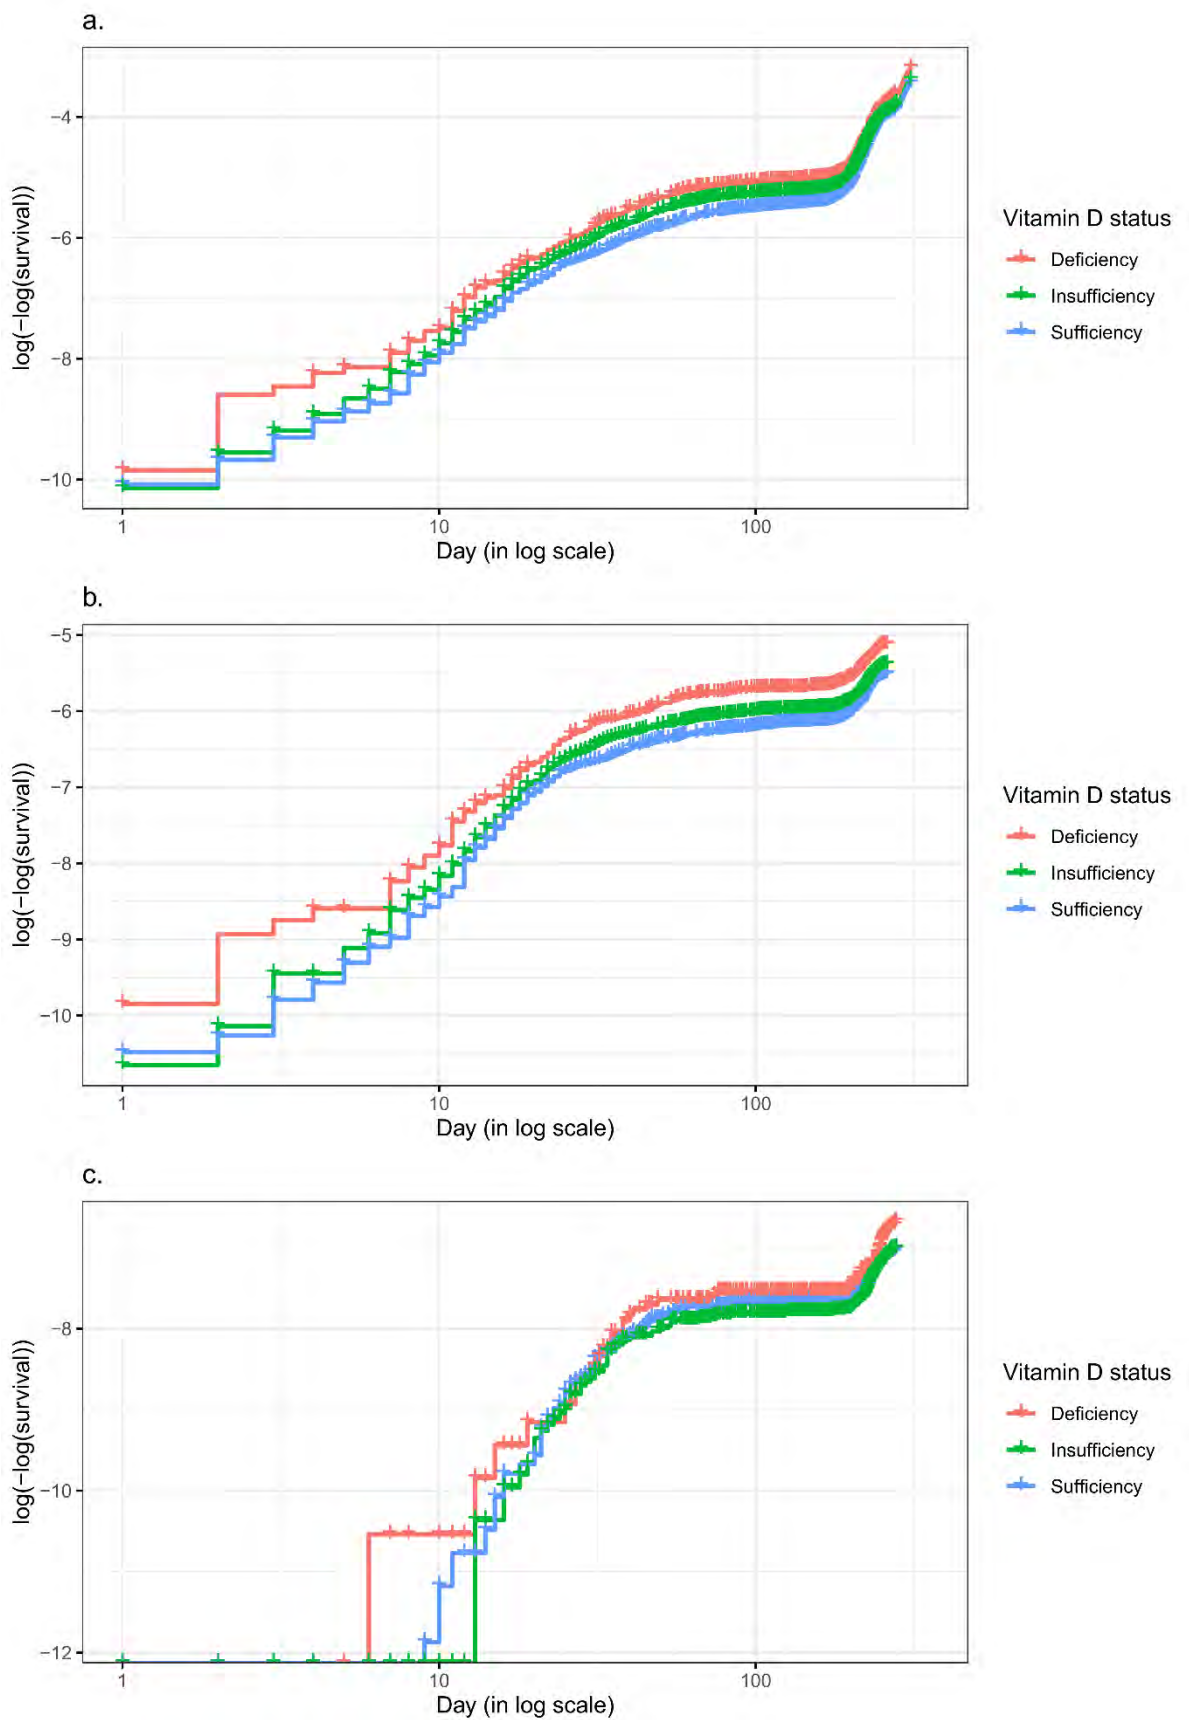 a.
log(−log(survival))
−4
−6
−8
−10
1 10 100
Day (in log scale)
Vitamin D status
Deficiency
Insufficiency
Sufficiency
b.
log(−log(survival))
−5
−6
−7
−8
−9
−10
1 10 100
Day (in log scale)
Vitamin D status
Deficiency
Insufficiency
Sufficiency
c.
log(−log(survival))
−8
−10
−12
1 10 100
Day (in log scale)
Vitamin D status
Deficiency
Insufficiency
Sufficiency